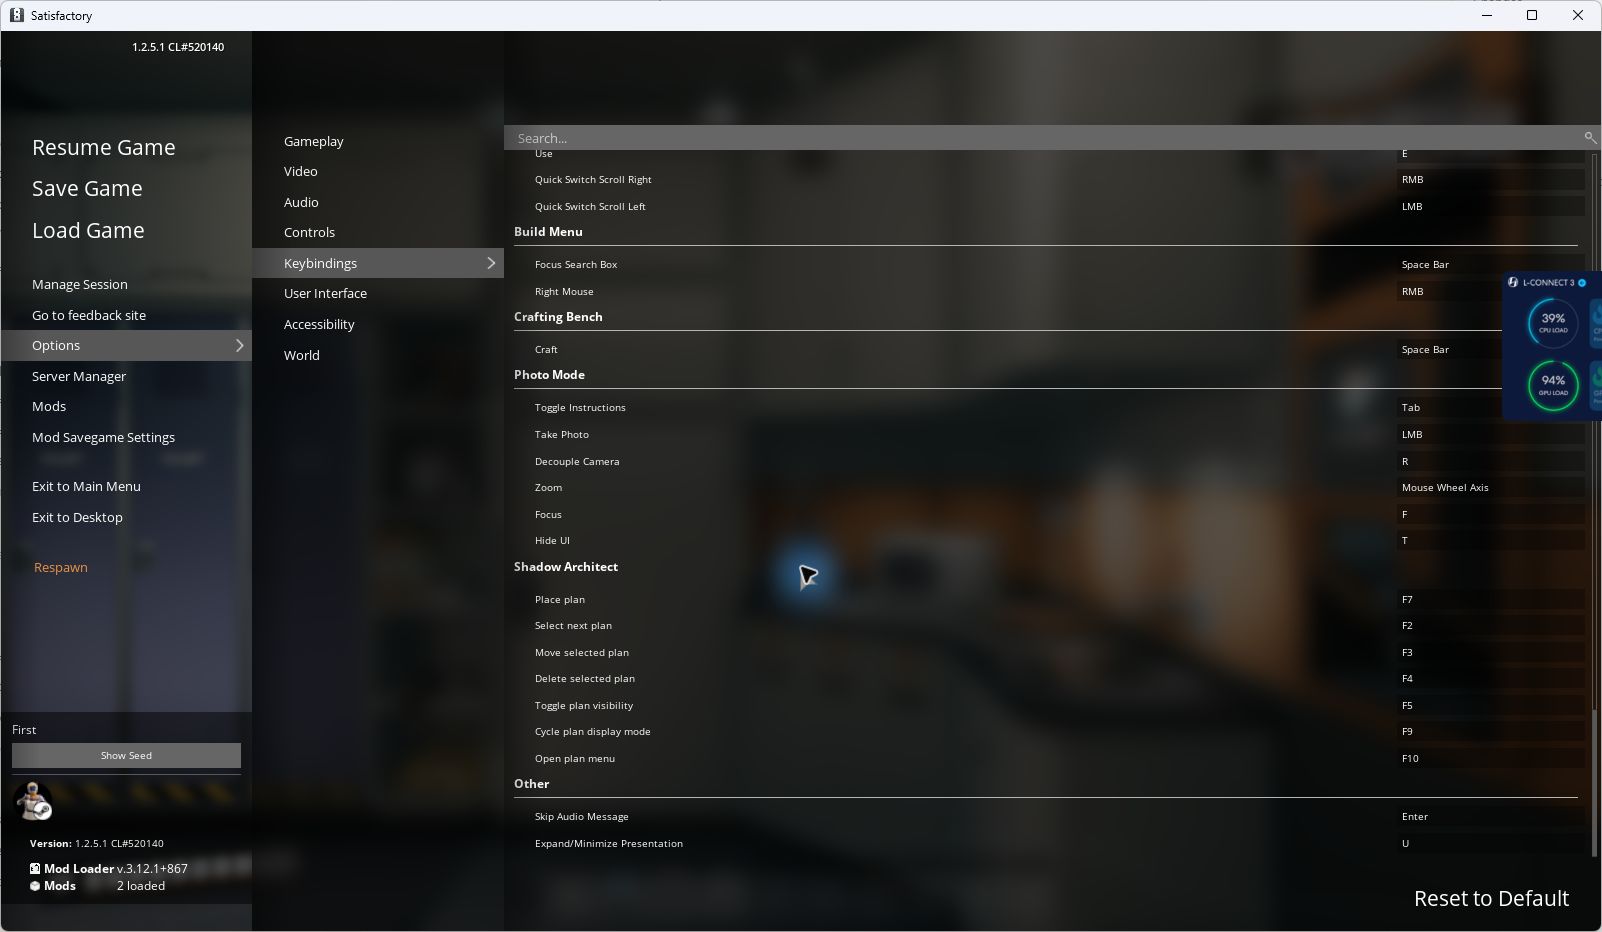 Satisfactory
1.2.5.1 CL#520140
Resume Game
Save Game
Load Game
Manage Session
Go to feedback site
Options
Server Manager
Mods
Mod Savegame Settings
Exit to Main Menu
Exit to Desktop
Respawn
First
Show Seed
Version: 1.2.5.1 CL#520140
Mod Loader v.3.12.1+867
Mods 2 loaded
Gameplay
Video
Audio
Controls
Keybindings
User Interface
Accessibility
World
Search...
Use E
Quick Switch Scroll Right RMB
Quick Switch Scroll Left LMB
Build Menu
Focus Search Box Space Bar
Right Mouse RMB
Crafting Bench
Craft Space Bar
Photo Mode
Toggle Instructions Tab
Take Photo LMB
Decouple Camera R
Zoom Mouse Wheel Axis
Focus F
Hide UI T
Shadow Architect
Place plan F7
Select next plan F2
Move selected plan F3
Delete selected plan F4
Toggle plan visibility F5
Cycle plan display mode F9
Open plan menu F10
Other
Skip Audio Message Enter
Expand/Minimize Presentation U
Reset to Default
L-CONNECT 3
39%
CPU LOAD
94%
GPU LOAD